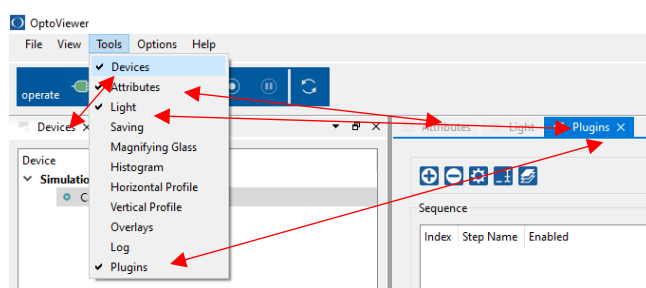 OptoViewer
File View Tools Options Help
operate
Devices
Attributes
Light
Saving
Magnifying Glass
Histogram
Horizontal Profile
Vertical Profile
Overlays
Log
Plugins
Devices
Device
Simulatio
C
Attributes Light Plugins
Sequence
Index Step Name Enabled